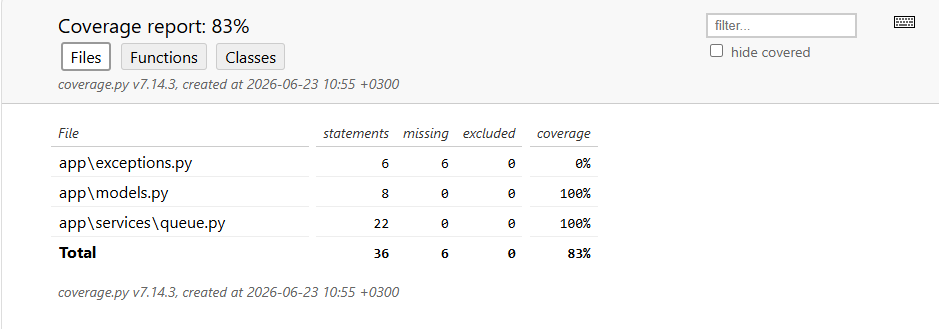 Coverage report: 83%
filter...
hide covered
Files Functions Classes
coverage.py v7.14.3, created at 2026-06-23 10:55 +0300
File statements missing excluded coverage
app\exceptions.py 6 6 0 0%
app\models.py 8 0 0 100%
app\services\queue.py 22 0 0 100%
Total 36 6 0 83%
coverage.py v7.14.3, created at 2026-06-23 10:55 +0300